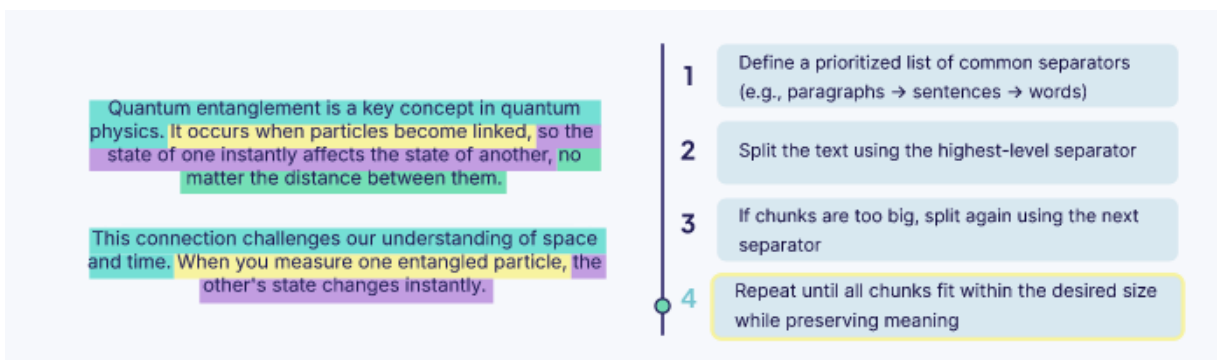 Quantum entanglement is a key concept in quantum
physics. It occurs when particles become linked, so the
state of one instantly affects the state of another, no
matter the distance between them.
This connection challenges our understanding of space
and time. When you measure one entangled particle, the
other's state changes instantly.
1
Define a prioritized list of common separators
(e.g., paragraphs → sentences → words)
2
Split the text using the highest-level separator
3
If chunks are too big, split again using the next
separator
4
Repeat until all chunks fit within the desired size
while preserving meaning